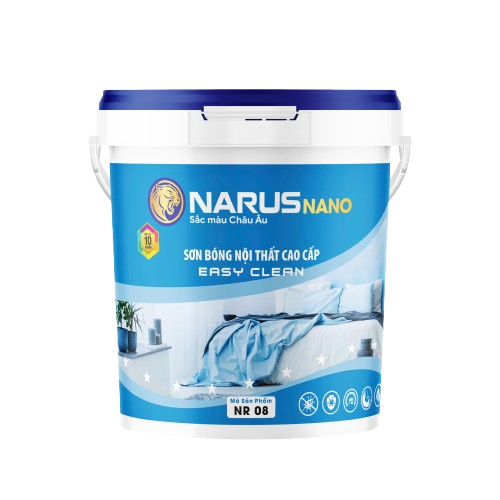 NARUS NANO
Sắc màu Châu Âu
10
SƠN BÓNG NỘI THẤT CAO CẤP
EASY CLEAN
Mã Sản Phẩm
NR 08